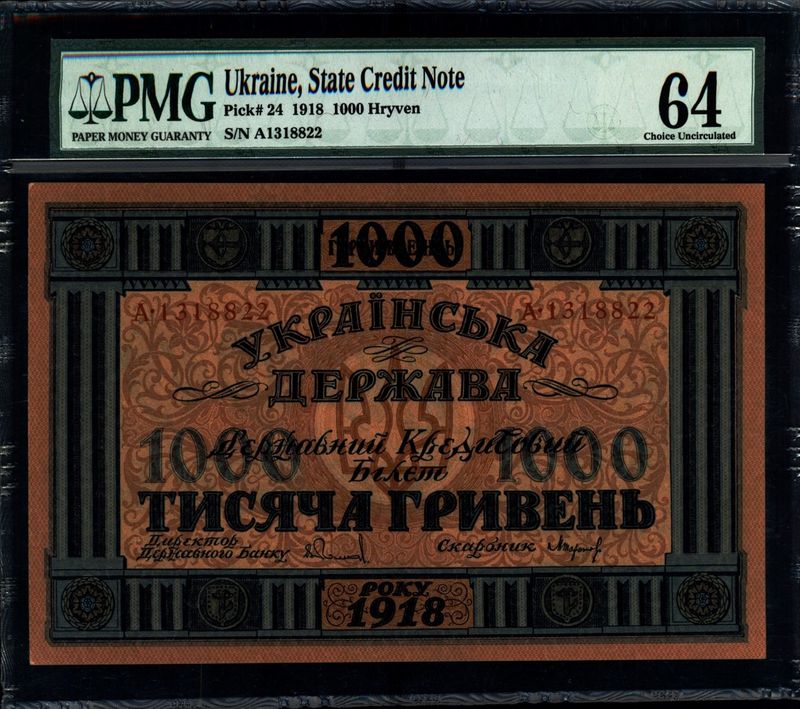 PMG
PAPER MONEY GUARANTY
Ukraine, State Credit Note
Pick# 24 1918 1000 Hryven
S/N A1318822
64
Choice Uncirculated
1000
ГРИВЕНЬ
А·1318822 А·1318822
УКРАЇНСЬКА
ДЕРЖАВА
1000 Державний Кредитовий 1000
Білєт
ТИСЯЧА ГРИВЕНЬ
Директор
Державного Банку
Скарбник
РОКУ
1918